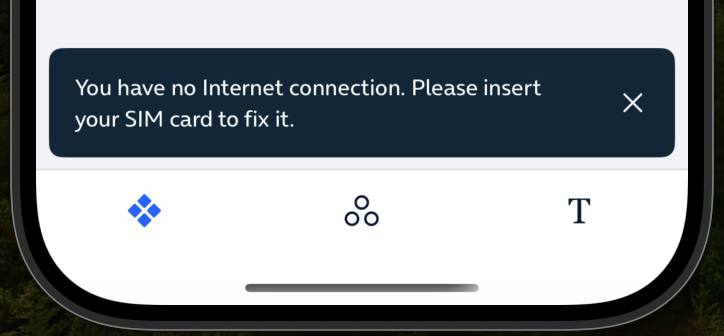 You have no Internet connection. Please insert
your SIM card to fix it.
T